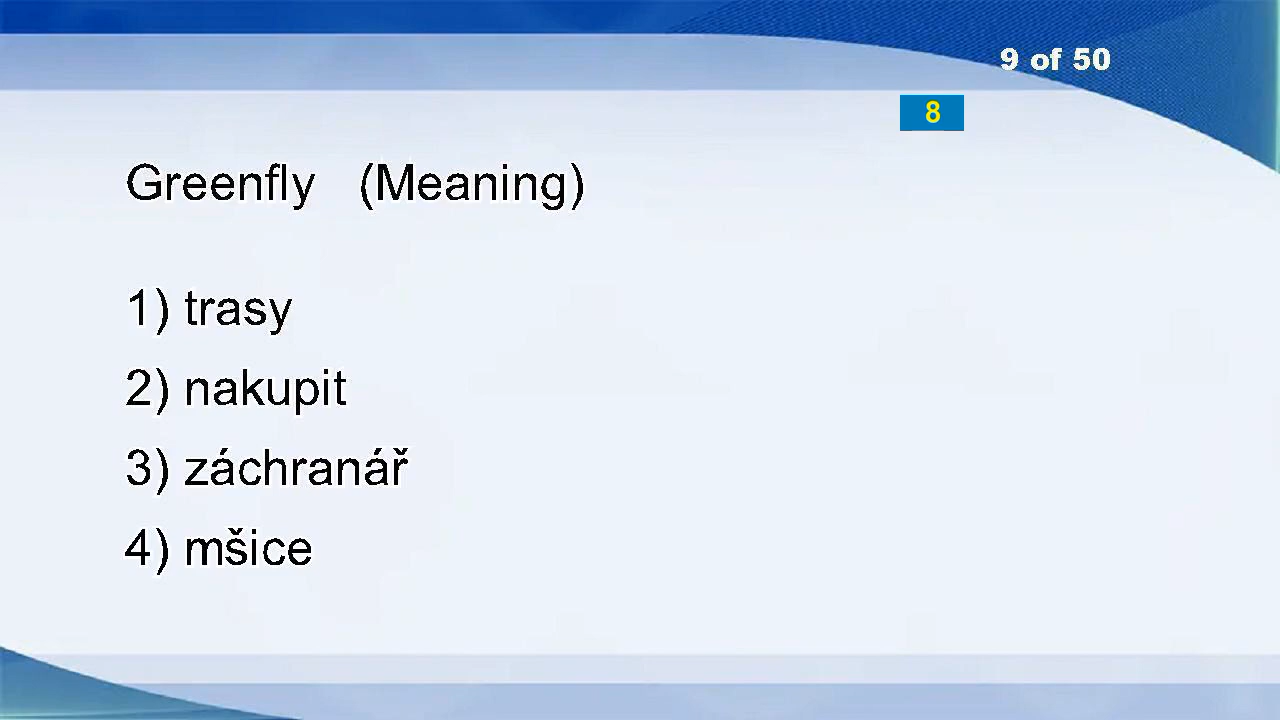 9 of 50
8
Greenfly (Meaning)
1) trasy
2) nakupit
3) záchranář
4) mšice